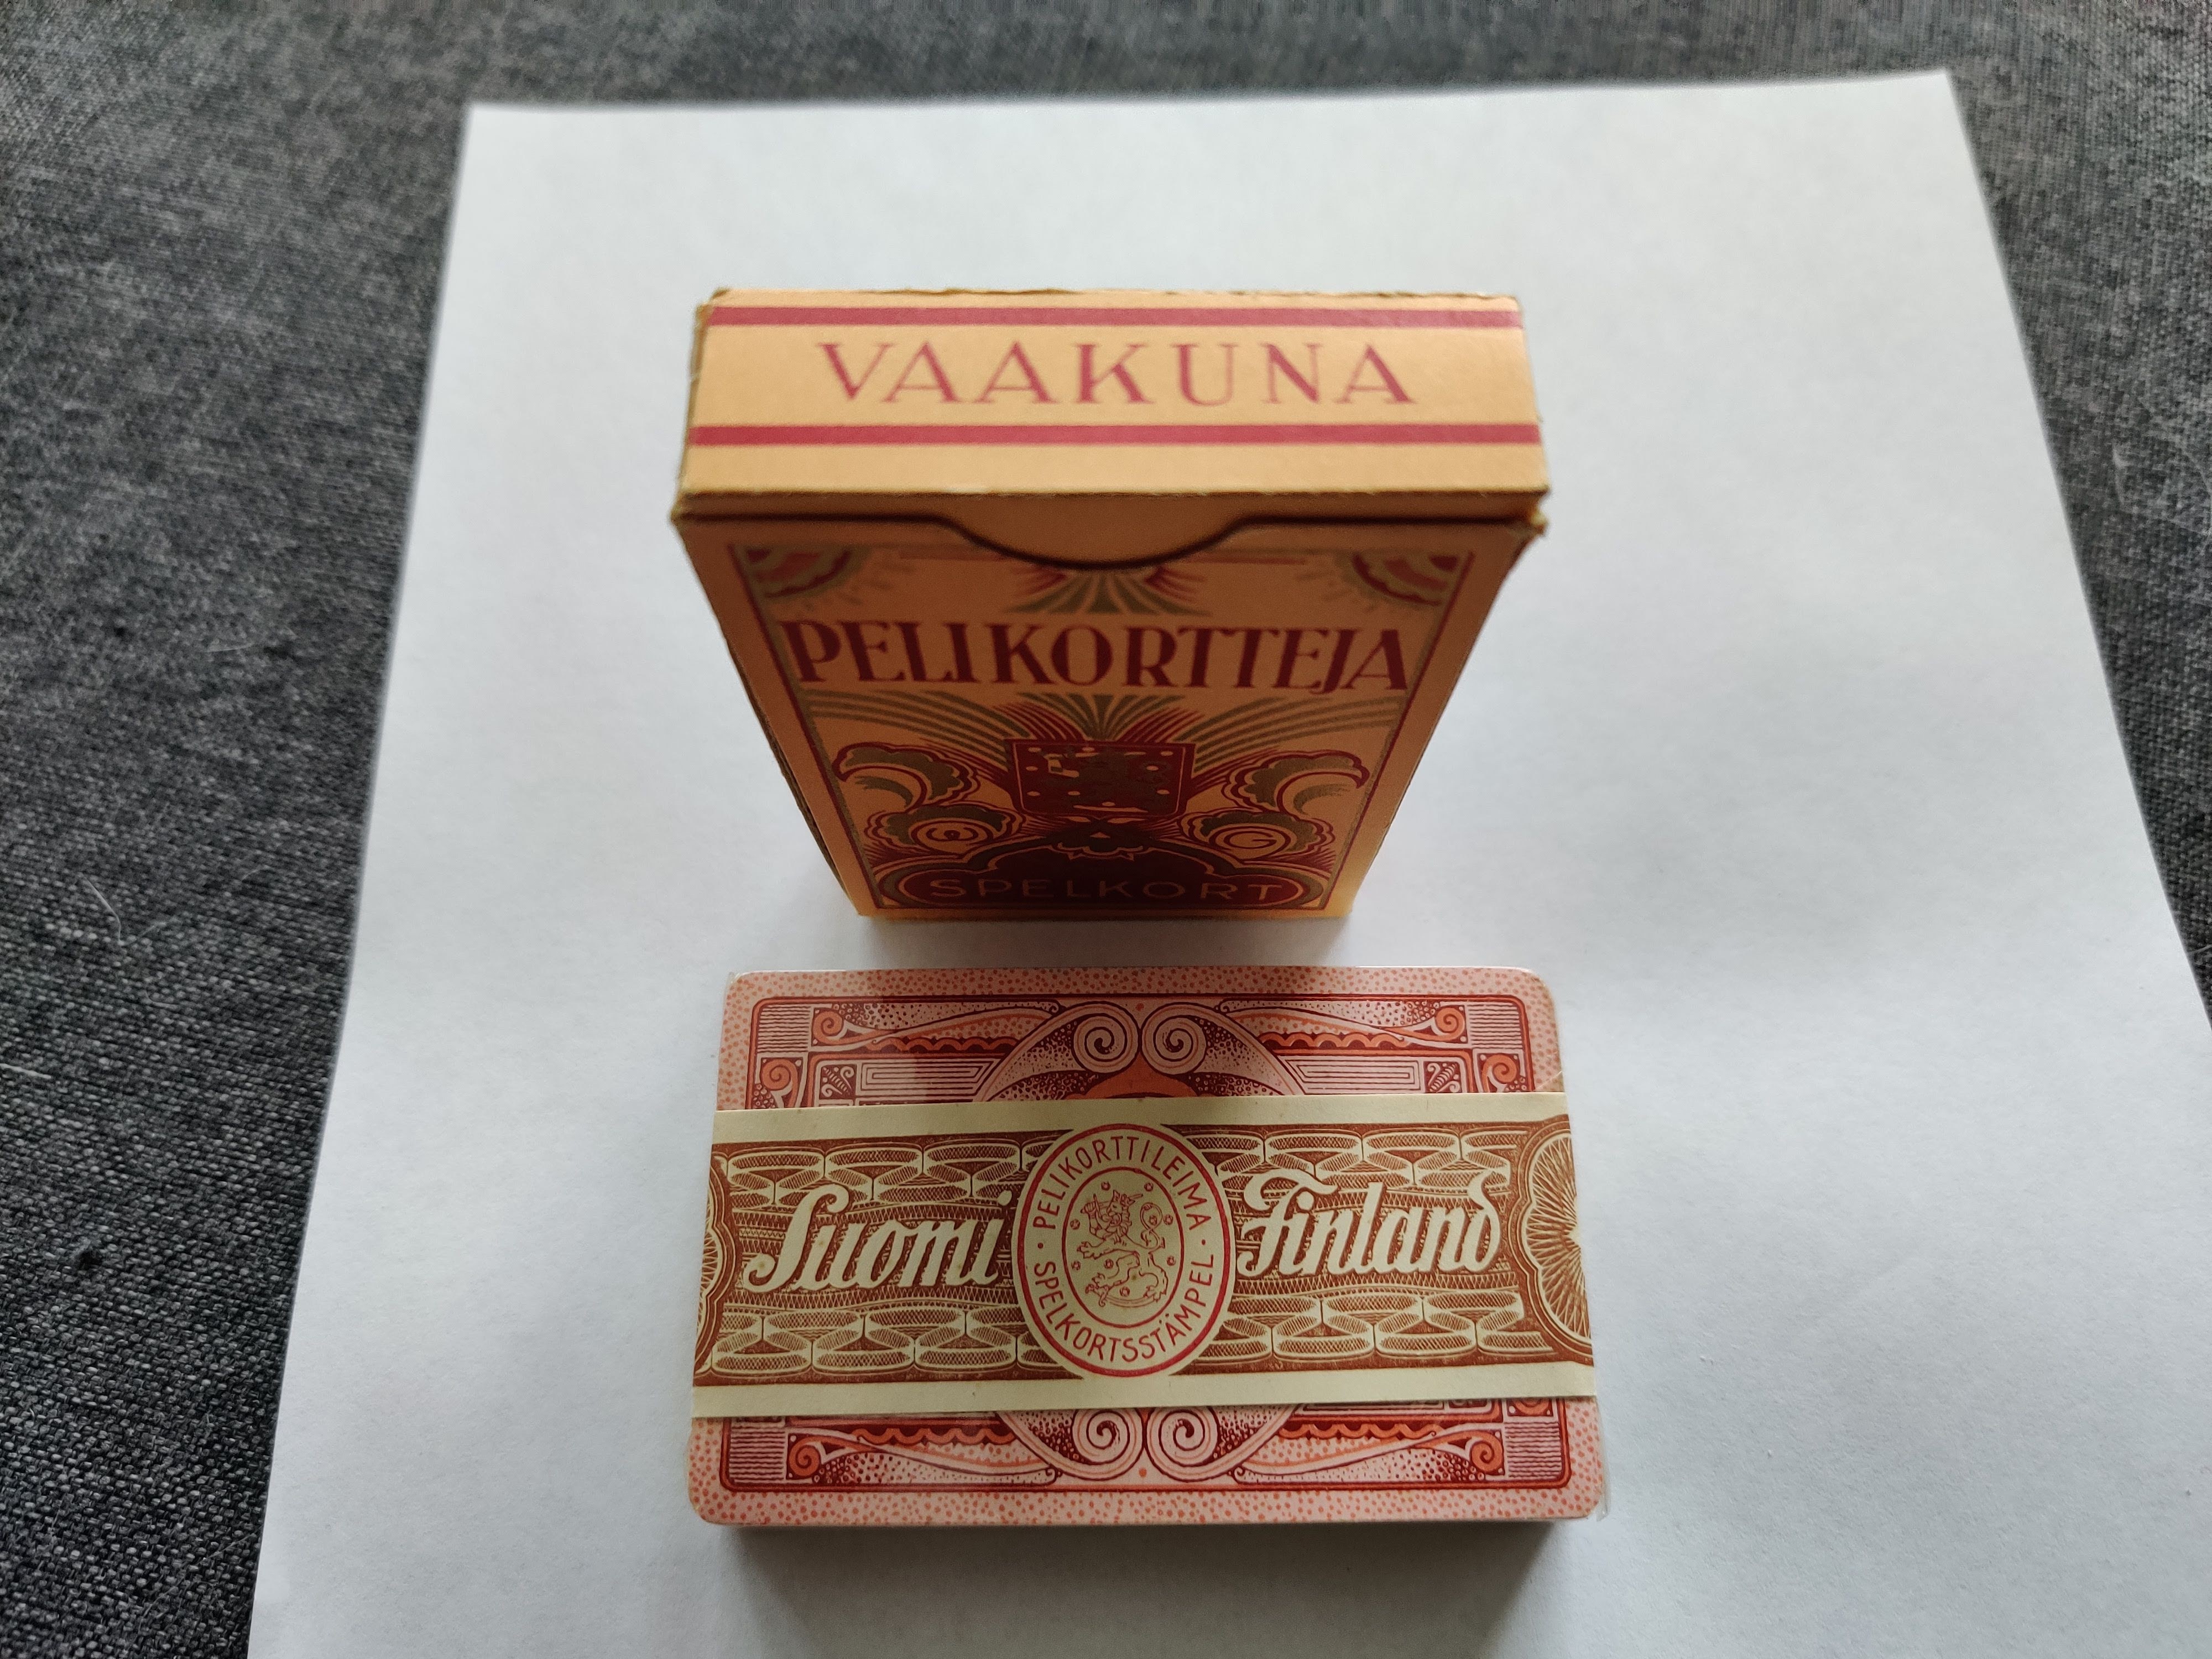 VAAKUNA
PELIKORTTEJA
SPELKORT
Suomi Finland
· PELIKORTTILEIMA · SPELKORTSSTÄMPEL